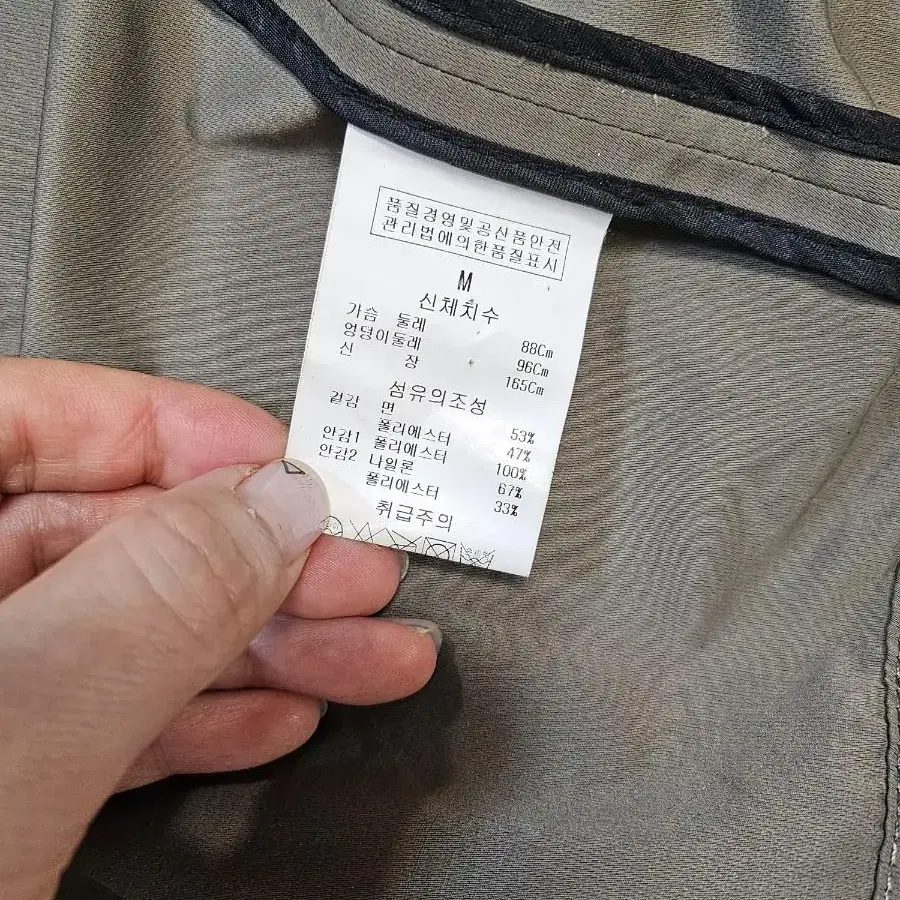 품질경영및공산품안전
관리법에의한품질표시
M
신체치수
가슴 둘레 88Cm
엉덩이둘레 96Cm
신 장 165Cm
섬유의조성
겉감 면 53%
폴리에스터 47%
안감1 폴리에스터 100%
안감2 나일론 67%
폴리에스터 33%
취급주의